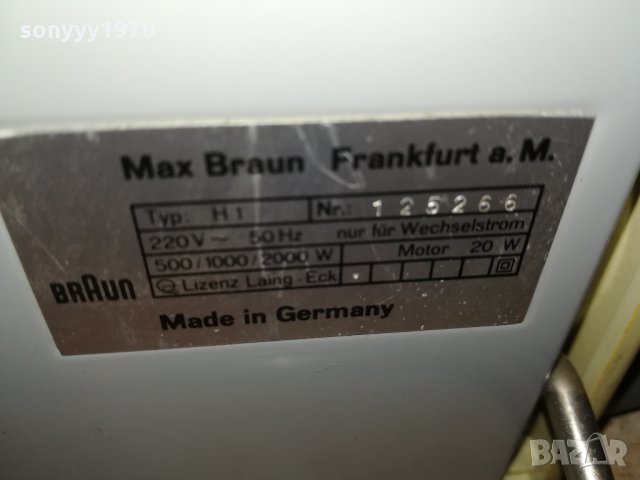 sonyyy1970
Max Braun Frankfurt a. M.
Typ: H 1 Nr.: 125266
220V ~ 50 Hz nur für Wechselstrom
500/1000/2000 W Motor 20 W
Lizenz Laing-Eck
BRAUN
Made in Germany
BAZAR